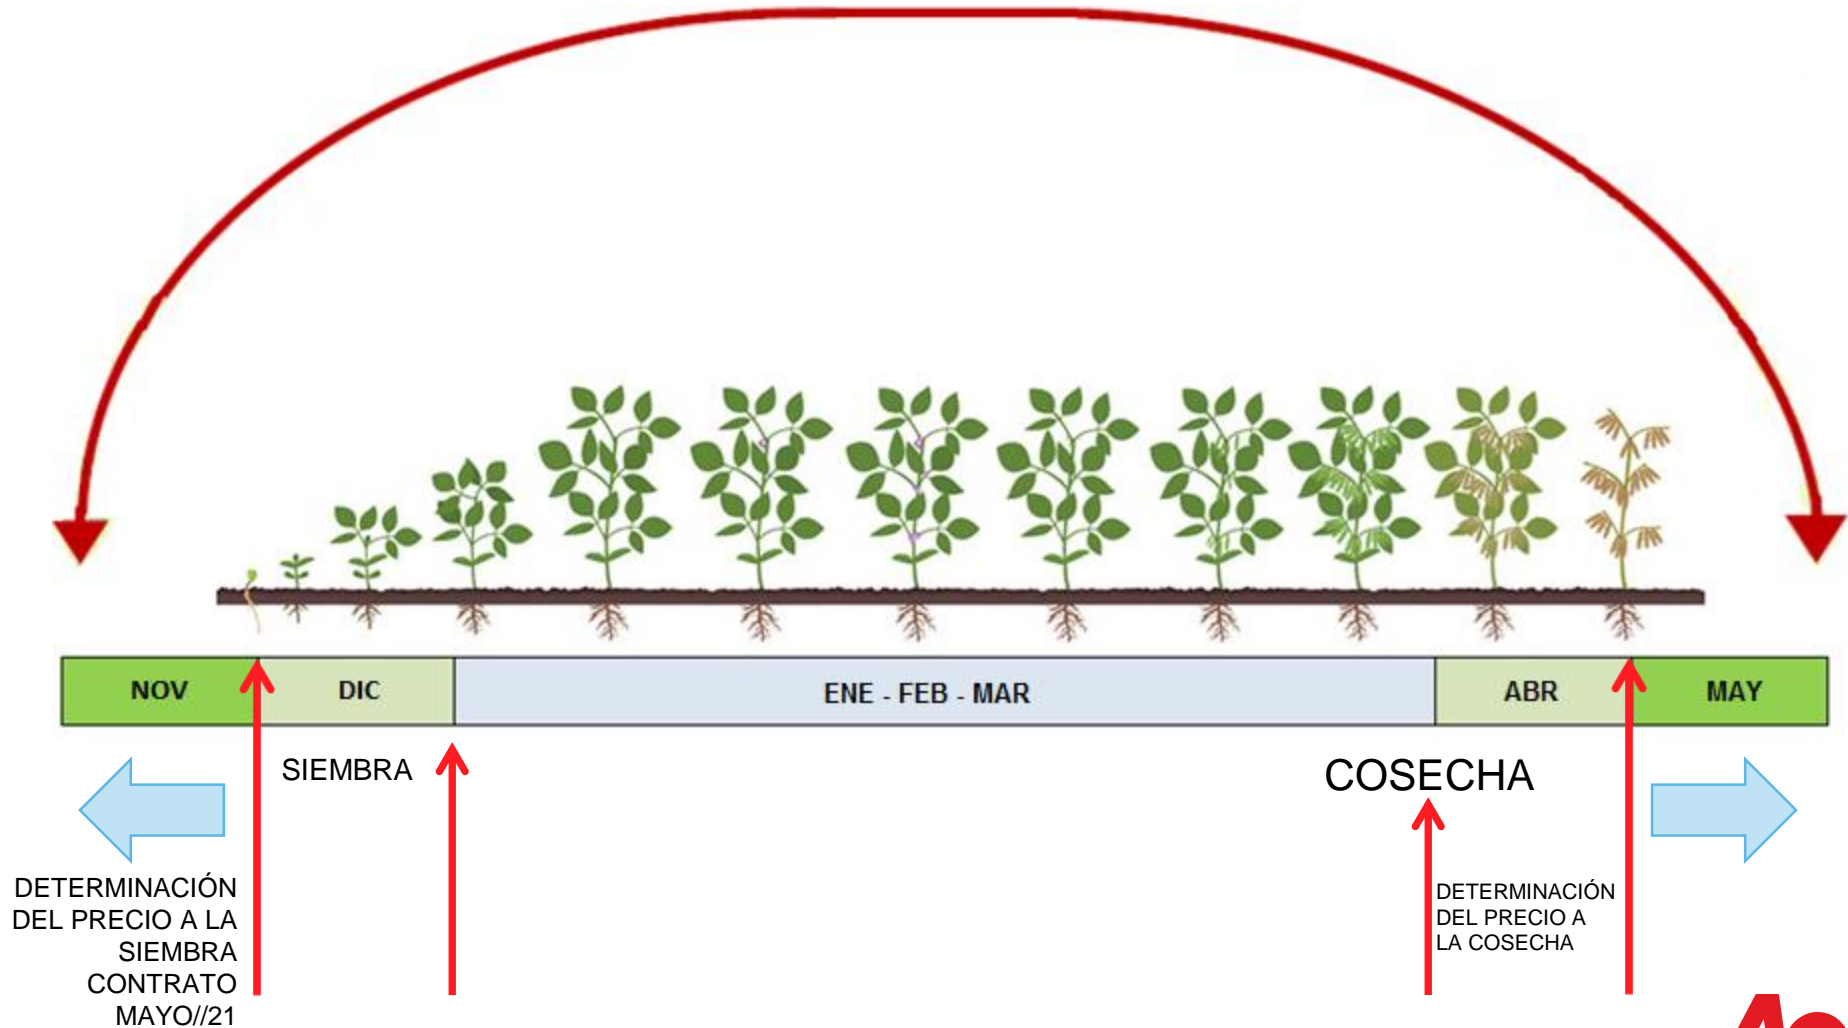 NOV
DIC
ENE - FEB - MAR
ABR
MAY
SIEMBRA
COSECHA
DETERMINACIÓN
DEL PRECIO A LA
SIEMBRA
CONTRATO
MAYO//21
DETERMINACIÓN
DEL PRECIO A
LA COSECHA